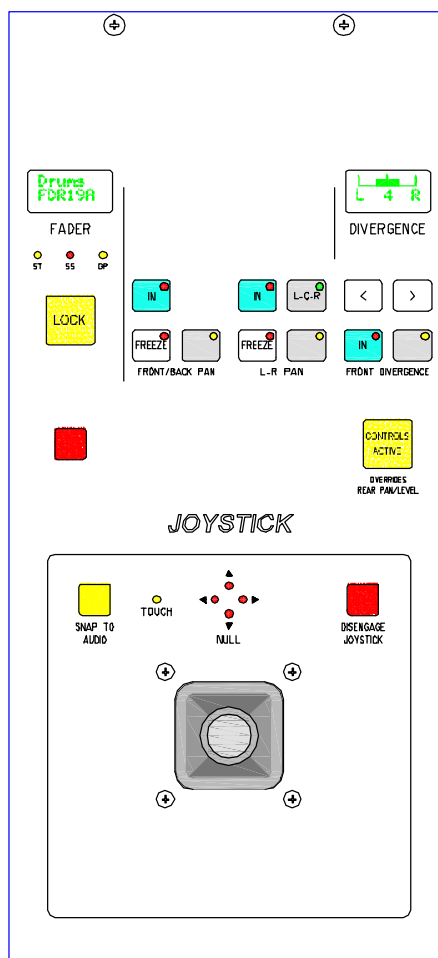 Drums
FDR19A
L 4 R
FADER
DIVERGENCE
ST SS DP
IN
IN
L-C-R
<
>
LOCK
FREEZE
FREEZE
IN
FRONT/BACK PAN
L-R PAN
FRONT DIVERGENCE
CONTROLS
ACTIVE
OVERRIDES
REAR PAN/LEVEL
JOYSTICK
TOUCH
SNAP TO
AUDIO
NULL
DISENGAGE
JOYSTICK